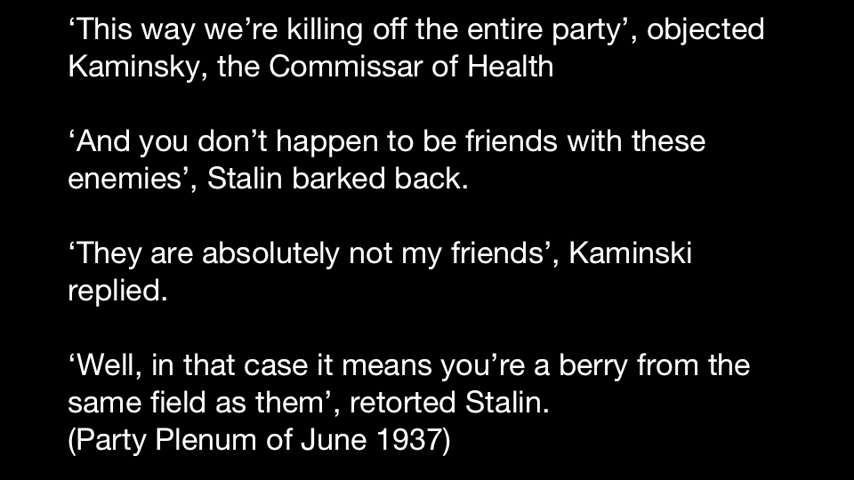 ‘This way we’re killing off the entire party’, objected
Kaminsky, the Commissar of Health
‘And you don’t happen to be friends with these
enemies’, Stalin barked back.
‘They are absolutely not my friends’, Kaminski
replied.
‘Well, in that case it means you’re a berry from the
same field as them’, retorted Stalin.
(Party Plenum of June 1937)